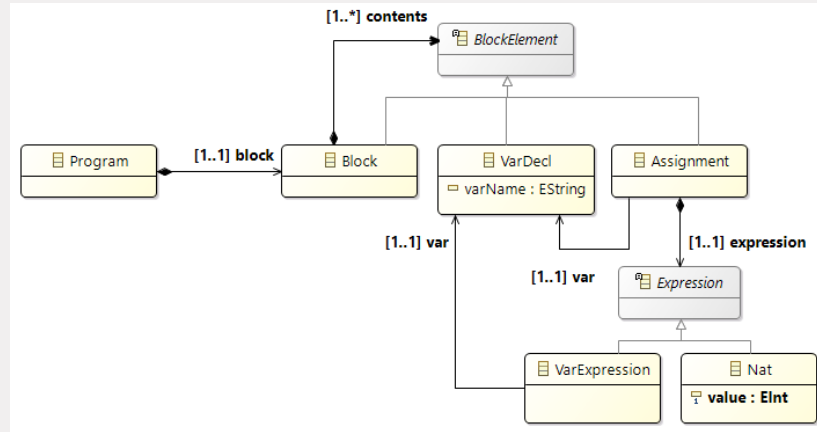 [1..*] contents
BlockElement
Program
[1..1] block
Block
VarDecl
varName : EString
Assignment
[1..1] var
[1..1] expression
[1..1] var
Expression
VarExpression
Nat
value : EInt